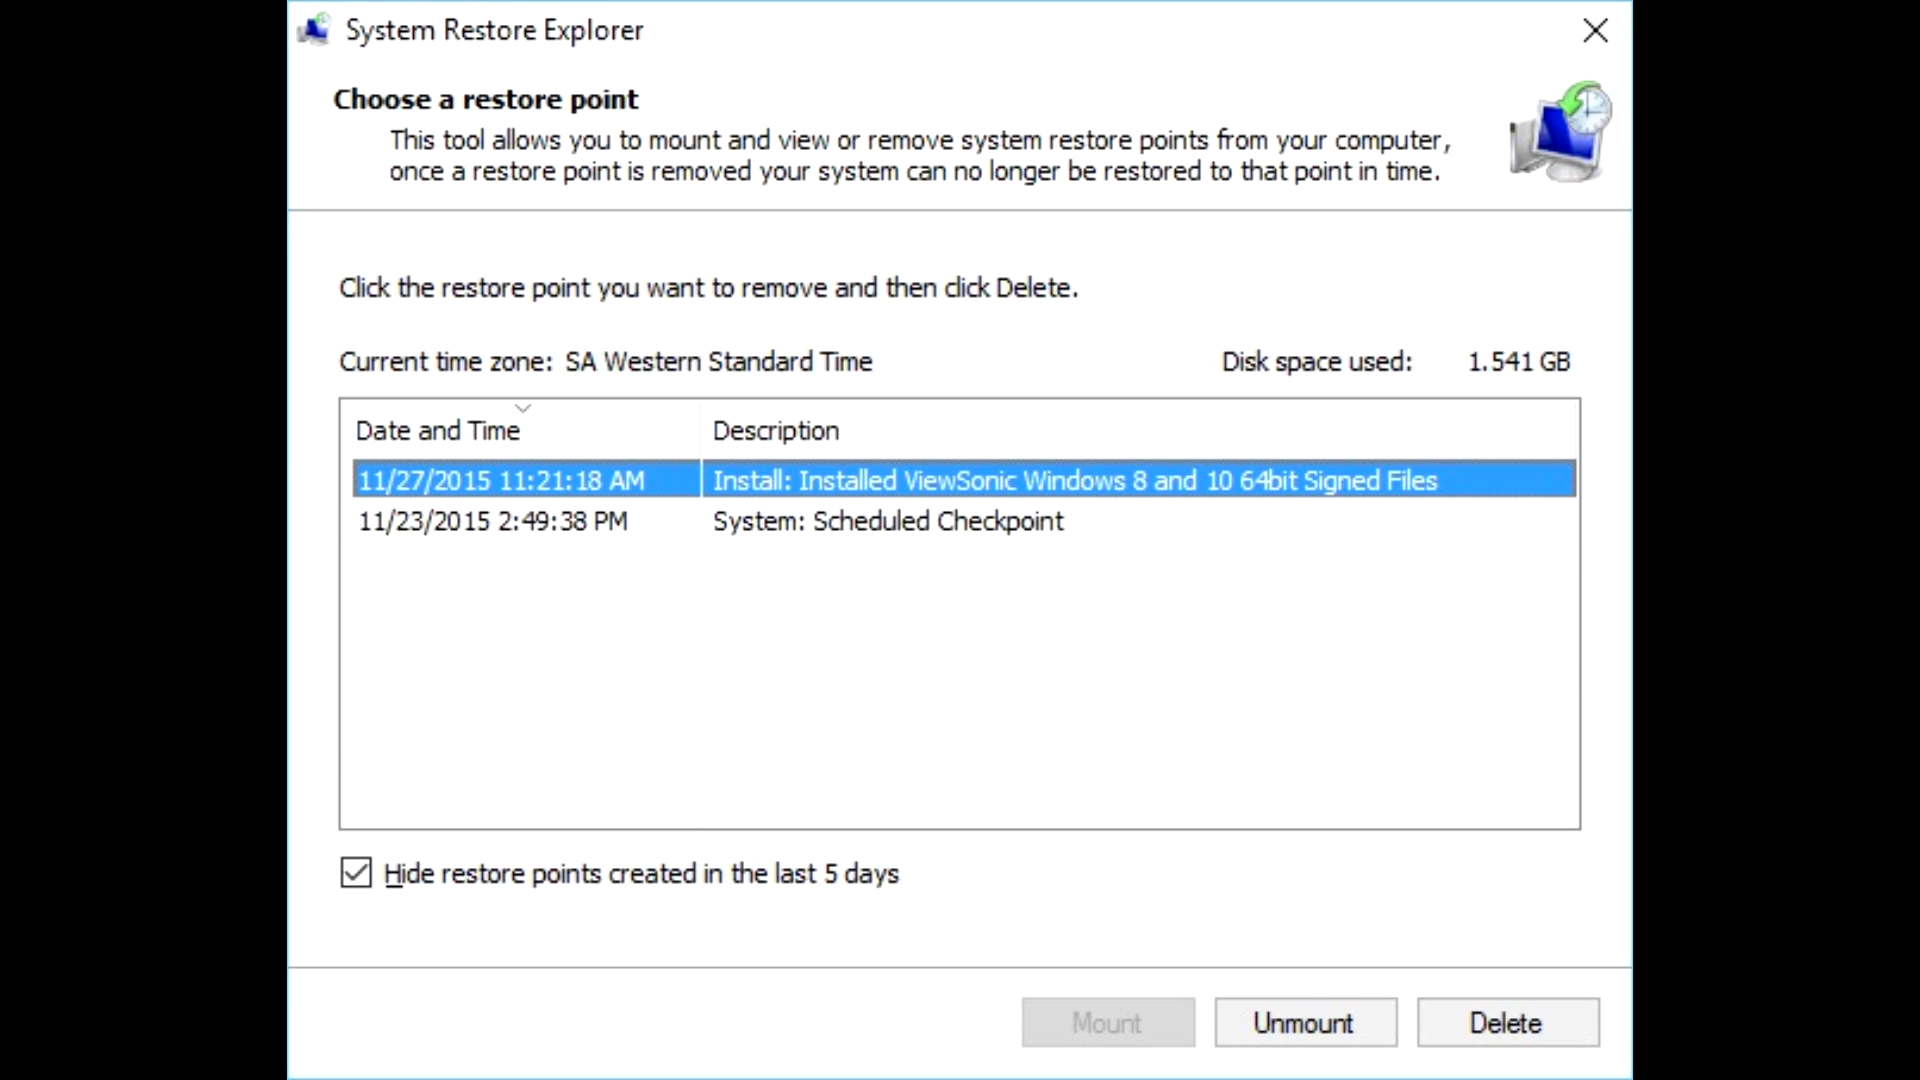 System Restore Explorer
Choose a restore point
This tool allows you to mount and view or remove system restore points from your computer,
once a restore point is removed your system can no longer be restored to that point in time.
Click the restore point you want to remove and then click Delete.
Current time zone: SA Western Standard Time Disk space used: 1.541 GB
Date and Time Description
11/27/2015 11:21:18 AM Install: Installed ViewSonic Windows 8 and 10 64bit Signed Files
11/23/2015 2:49:38 PM System: Scheduled Checkpoint
Hide restore points created in the last 5 days
Mount Unmount Delete